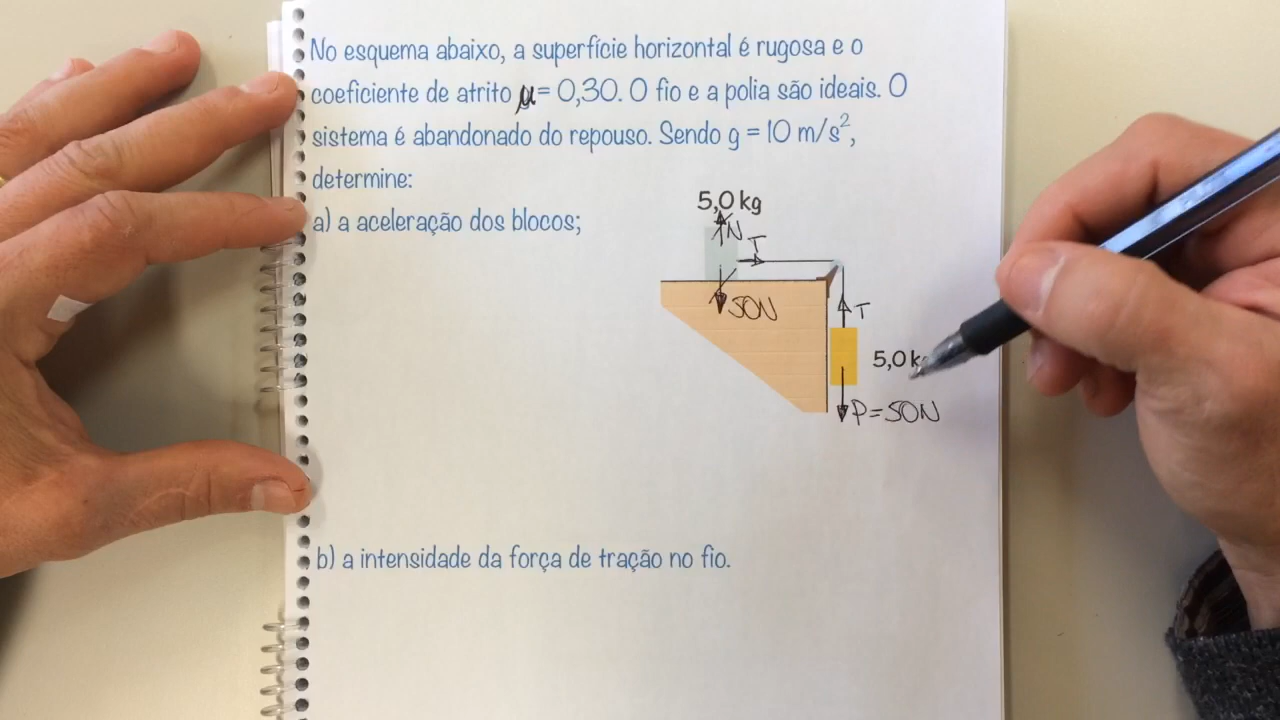 No esquema abaixo, a superfície horizontal é rugosa e o
coeficiente de atrito μ= 0,30. O fio e a polia são ideais. O
sistema é abandonado do repouso. Sendo g = 10 m/s²,
determine:
a) a aceleração dos blocos;
5,0 kg
N
T
50N
T
5,0 k
P=50N
b) a intensidade da força de tração no fio.